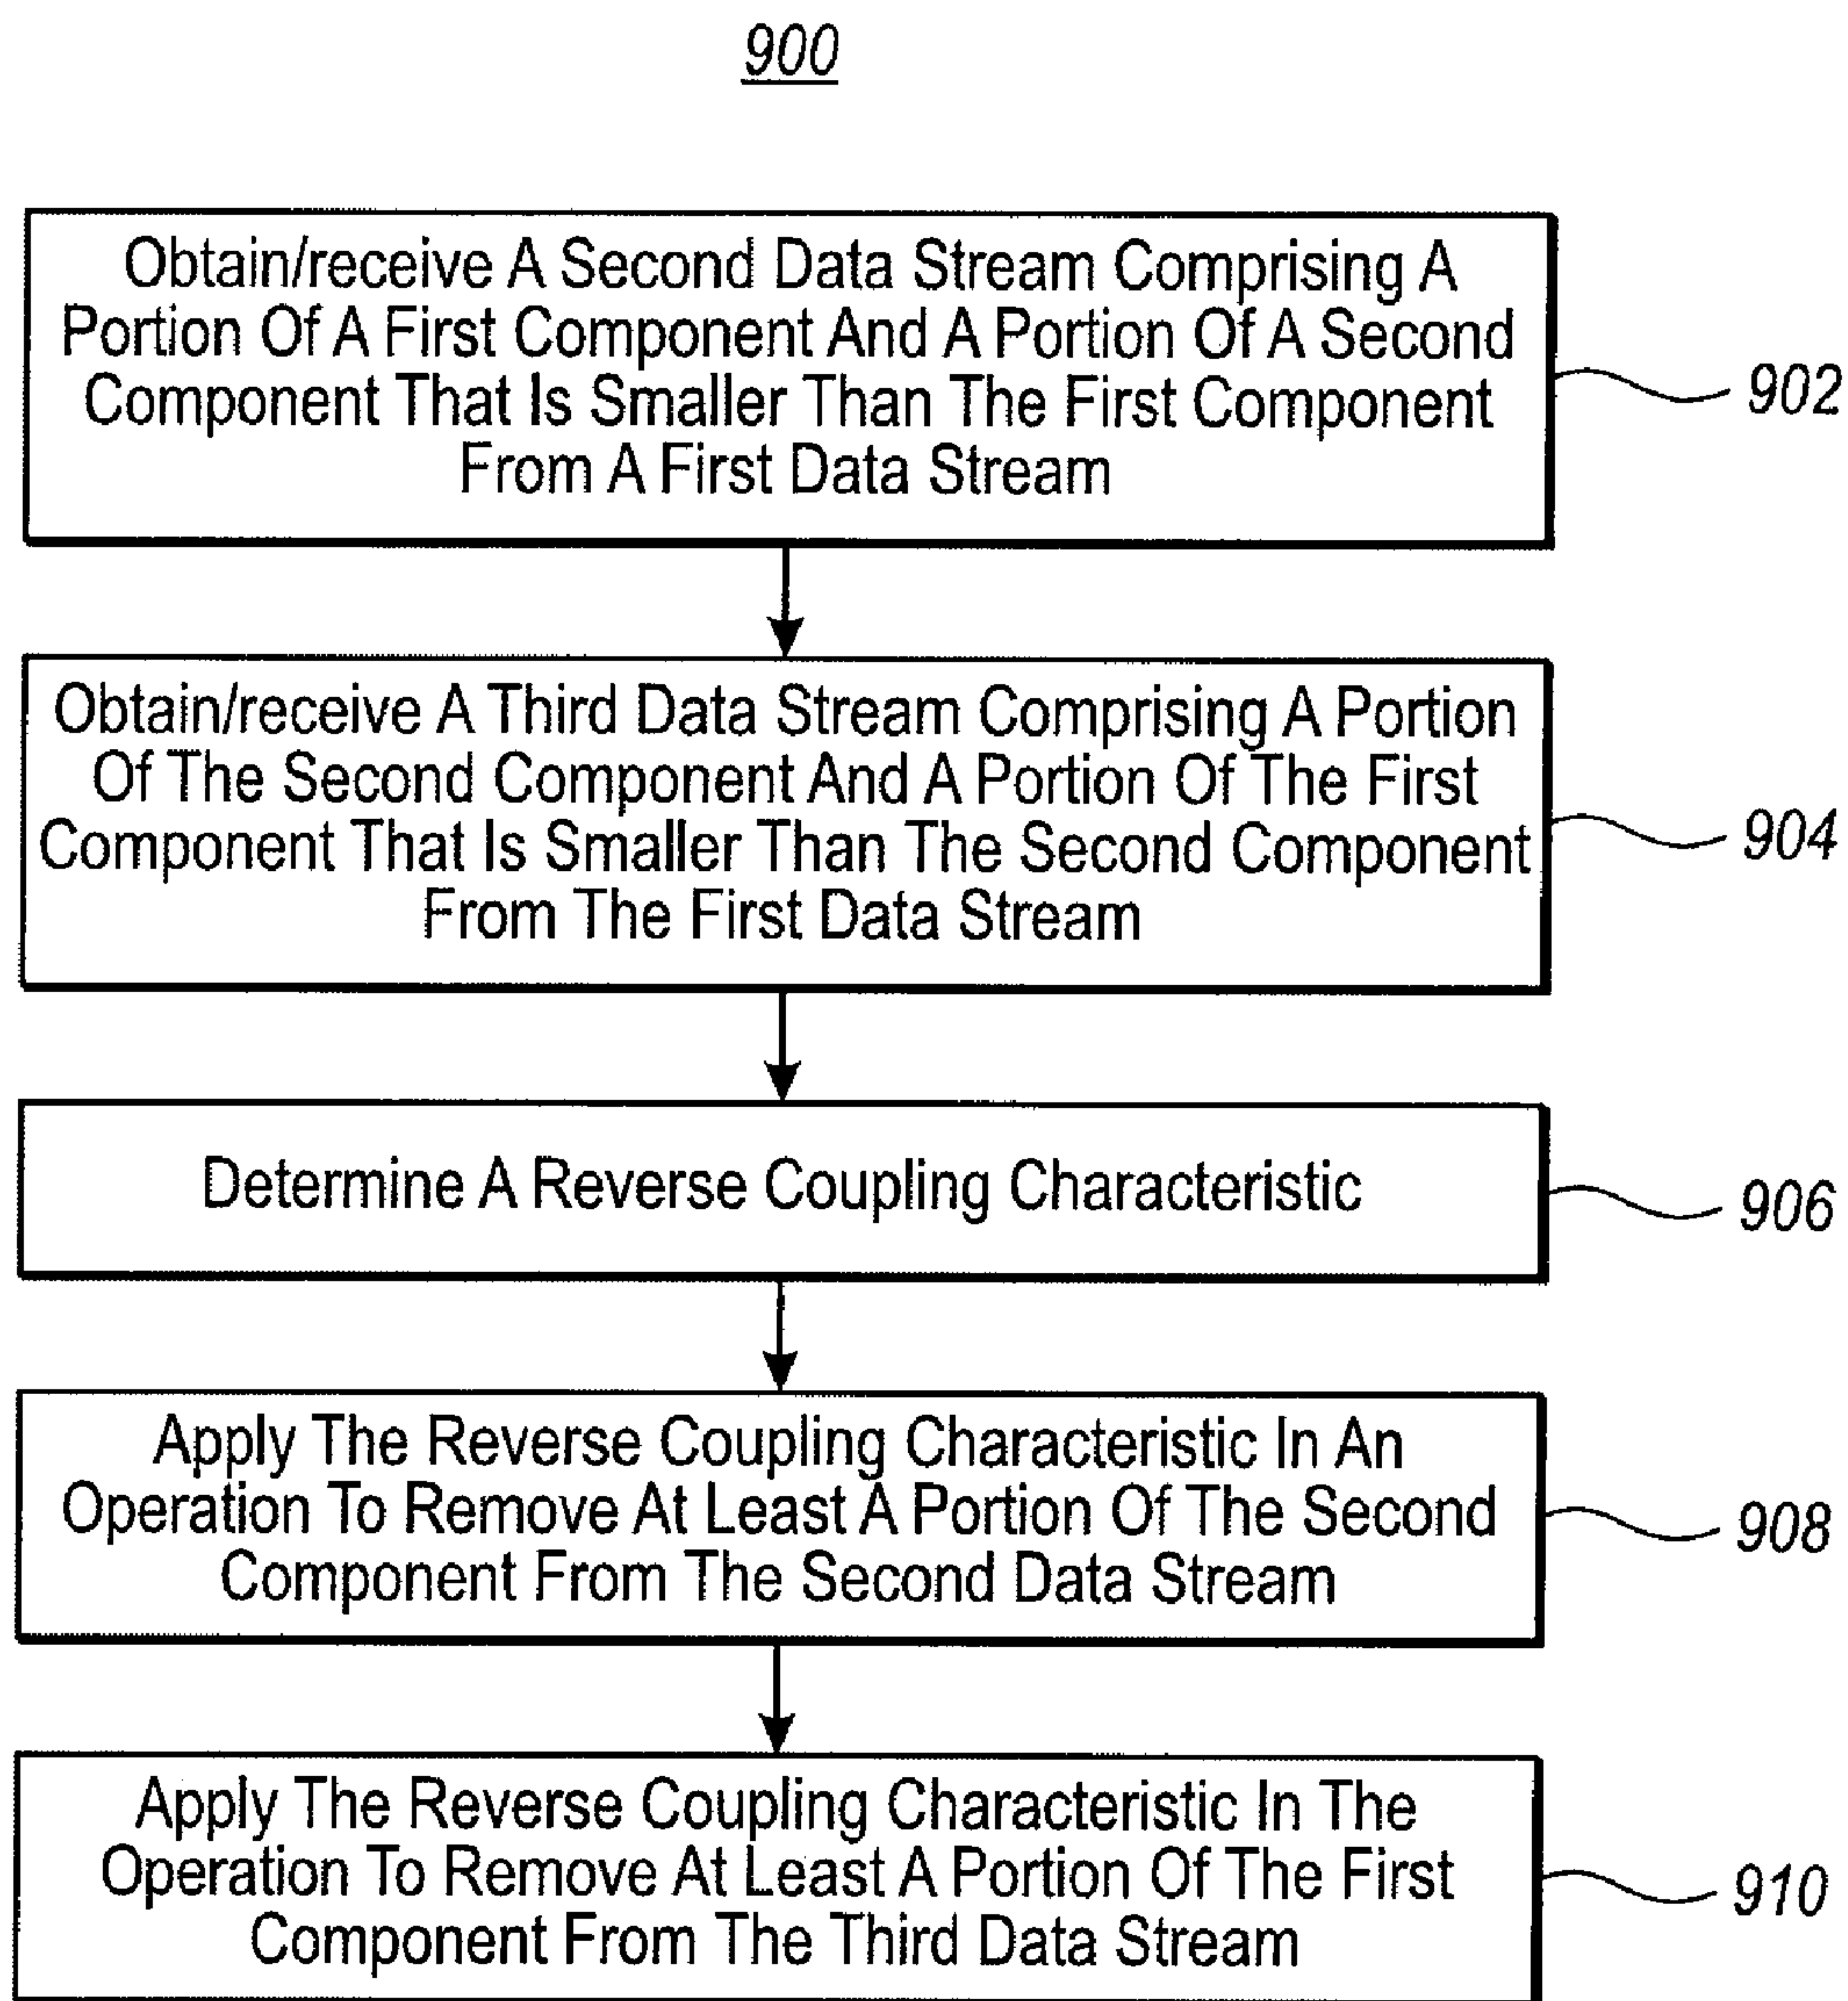 900
Obtain/receive A Second Data Stream Comprising A
Portion Of A First Component And A Portion Of A Second
Component That Is Smaller Than The First Component
From A First Data Stream
902
Obtain/receive A Third Data Stream Comprising A Portion
Of The Second Component And A Portion Of The First
Component That Is Smaller Than The Second Component
From The First Data Stream
904
Determine A Reverse Coupling Characteristic
906
Apply The Reverse Coupling Characteristic In An
Operation To Remove At Least A Portion Of The Second
Component From The Second Data Stream
908
Apply The Reverse Coupling Characteristic In The
Operation To Remove At Least A Portion Of The First
Component From The Third Data Stream
910